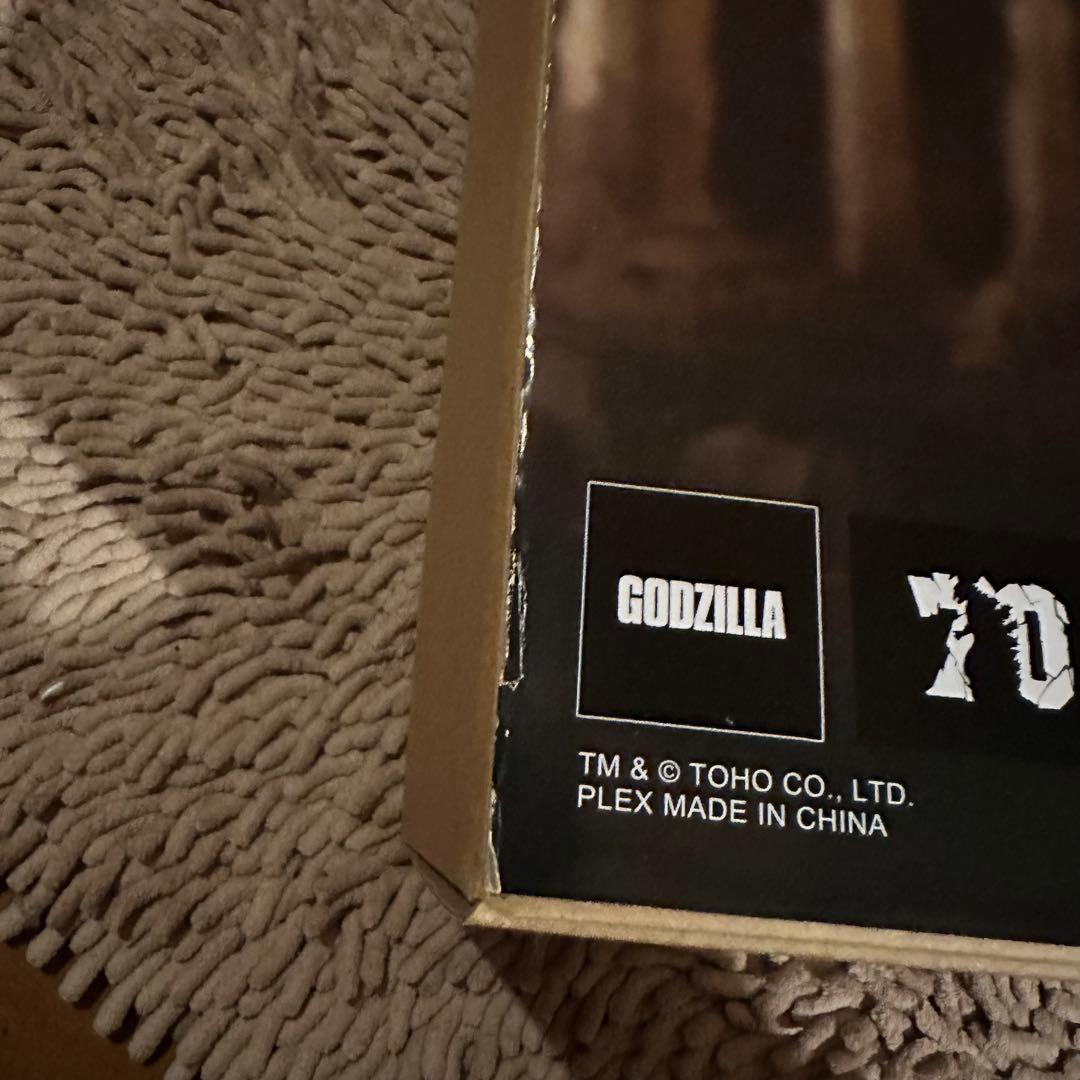 GODZILLA
70
TM & © TOHO CO., LTD.
PLEX MADE IN CHINA